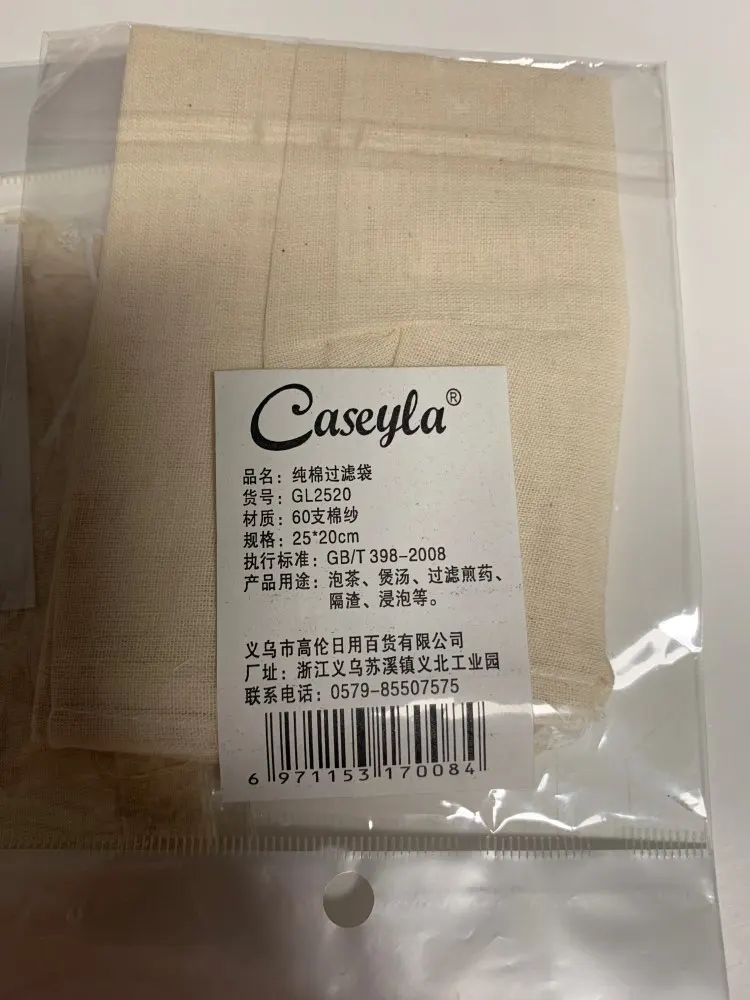 Caseyla®
品名：纯棉过滤袋
货号：GL2520
材质：60支棉纱
规格：25*20cm
执行标准：GB/T 398-2008
产品用途：泡茶、煲汤、过滤煎药、
隔渣、浸泡等。
义乌市高伦日用百货有限公司
厂址：浙江义乌苏溪镇义北工业园
联系电话：0579-85507575
6 971153 170084